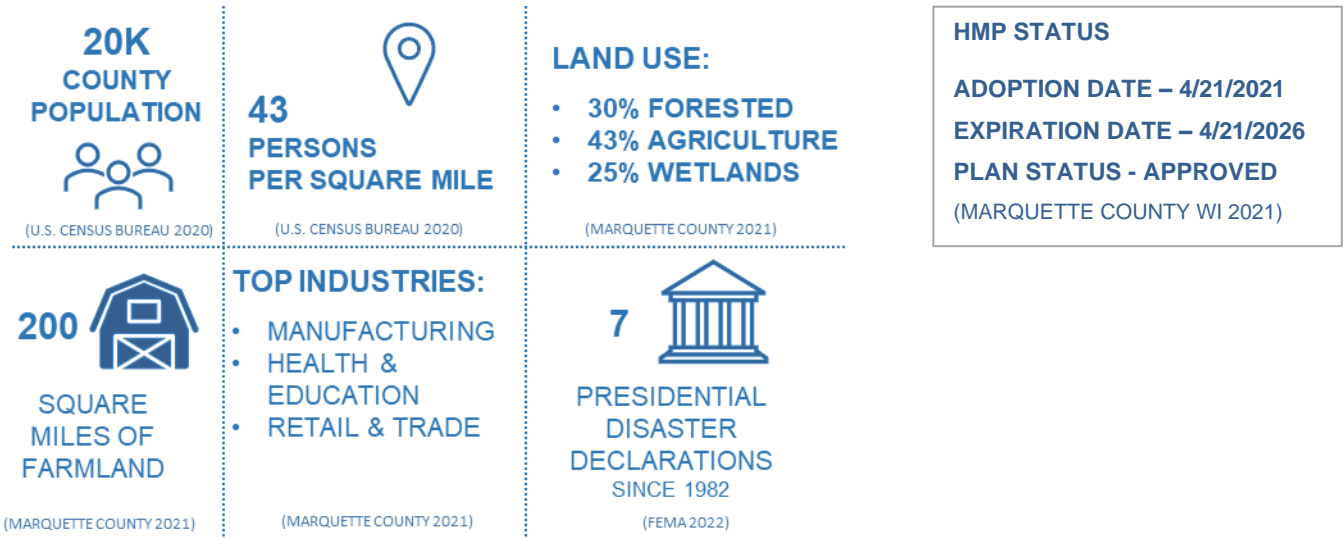 20K
COUNTY
POPULATION
(U.S. CENSUS BUREAU 2020)
43
PERSONS
PER SQUARE MILE
(U.S. CENSUS BUREAU 2020)
LAND USE:
• 30% FORESTED
• 43% AGRICULTURE
• 25% WETLANDS
(MARQUETTE COUNTY 2021)
200
SQUARE
MILES OF
FARMLAND
(MARQUETTE COUNTY 2021)
TOP INDUSTRIES:
• MANUFACTURING
• HEALTH &
EDUCATION
• RETAIL & TRADE
(MARQUETTE COUNTY 2021)
7
PRESIDENTIAL
DISASTER
DECLARATIONS
SINCE 1982
(FEMA 2022)
HMP STATUS
ADOPTION DATE – 4/21/2021
EXPIRATION DATE – 4/21/2026
PLAN STATUS - APPROVED
(MARQUETTE COUNTY WI 2021)